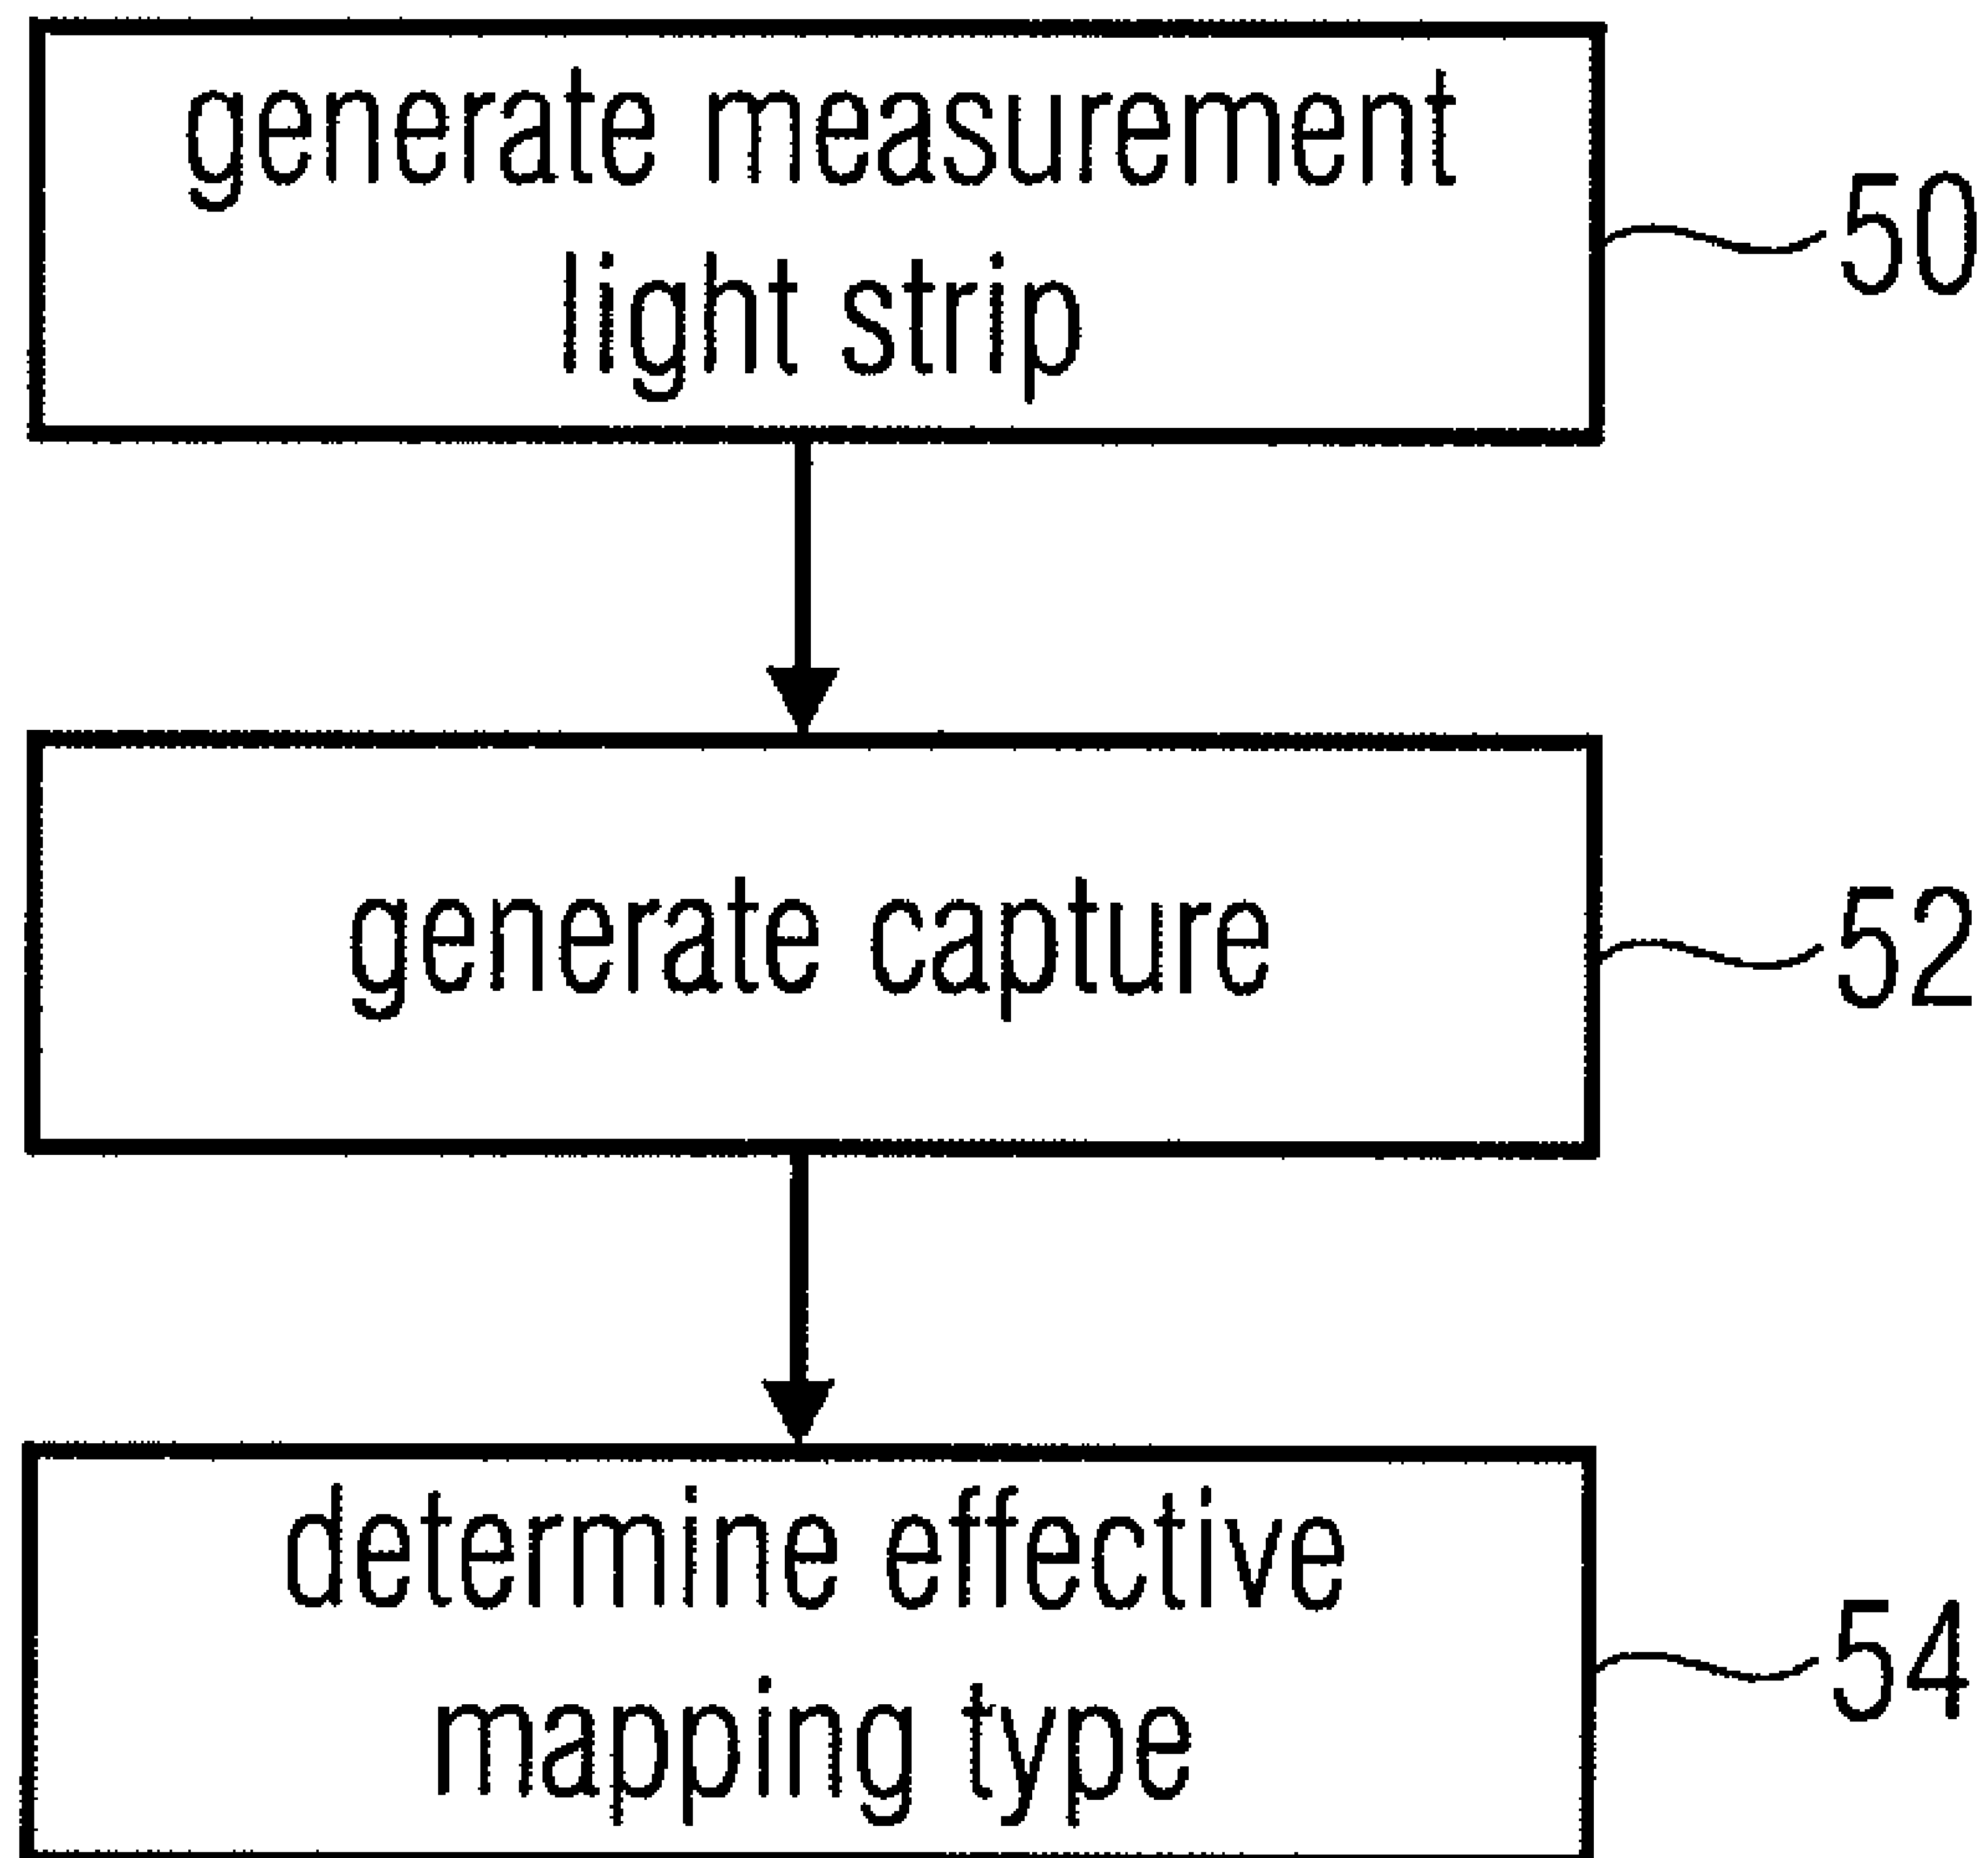 generate measurement
light strip
50
generate capture
52
determine effective
mapping type
54